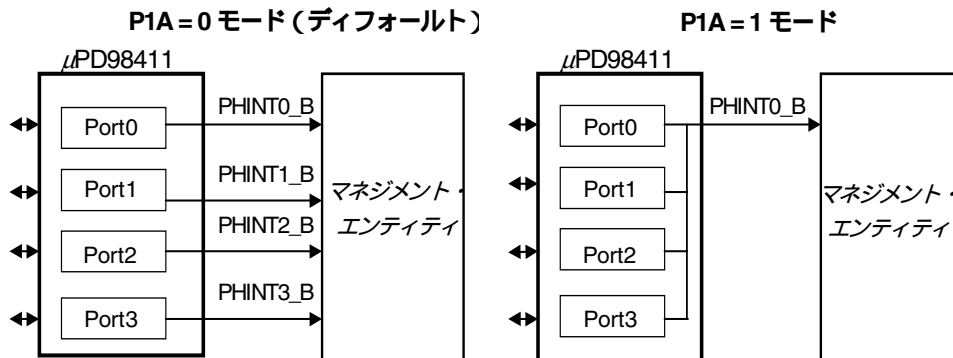 P1A = 0 モード（ディフォールト）
μPD98411
Port0
Port1
Port2
Port3
PHINT0_B
PHINT1_B
PHINT2_B
PHINT3_B
マネジメント・
エンティティ
P1A = 1 モード
μPD98411
Port0
Port1
Port2
Port3
PHINT0_B
マネジメント・
エンティティ